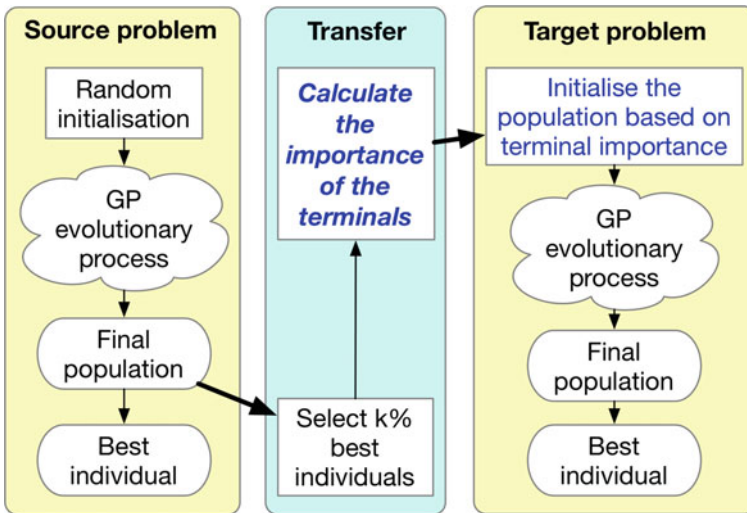 Source problem
Random
initialisation
GP
evolutionary
process
Final
population
Best
individual
Transfer
Calculate
the
importance
of the
terminals
Select k%
best
individuals
Target problem
Initialise the
population based on
terminal importance
GP
evolutionary
process
Final
population
Best
individual